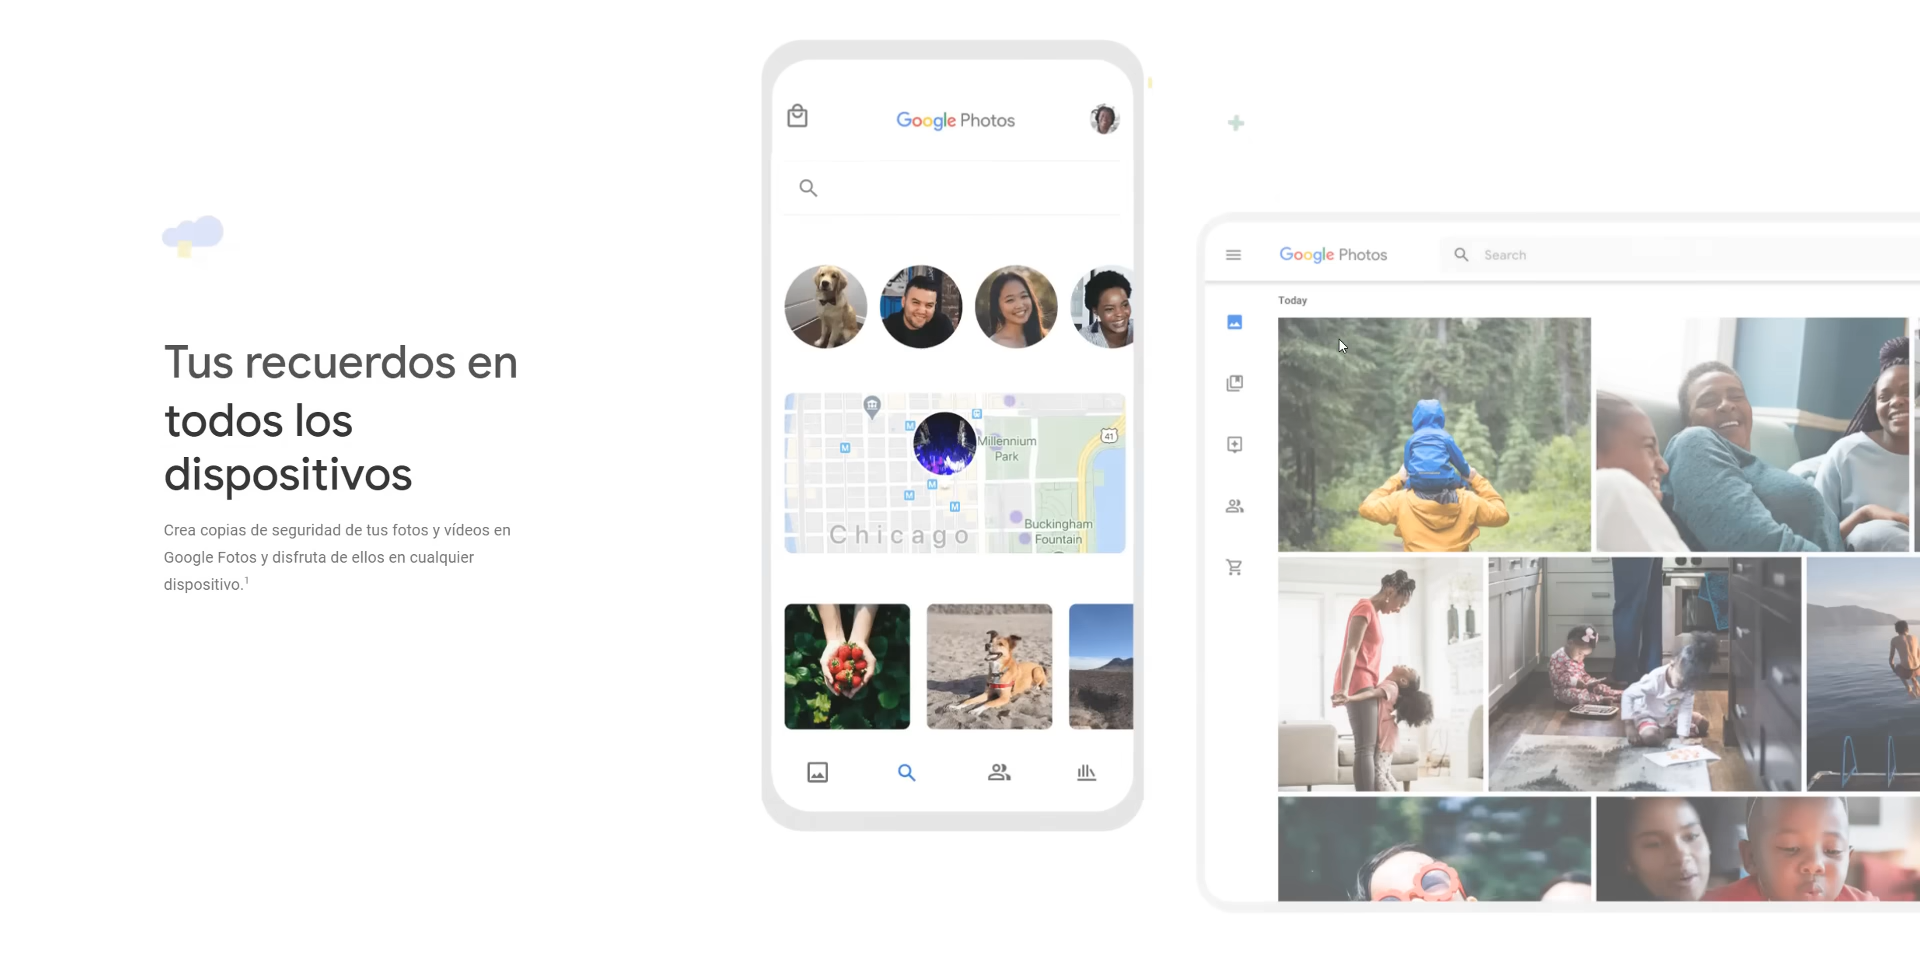 Tus recuerdos en
todos los
dispositivos
Crea copias de seguridad de tus fotos y vídeos en
Google Fotos y disfruta de ellos en cualquier
dispositivo.1
Google Photos
Millennium
Park
41
M
M
M
M
M
Chicago
Buckingham
Fountain
Google Photos
Search
Today